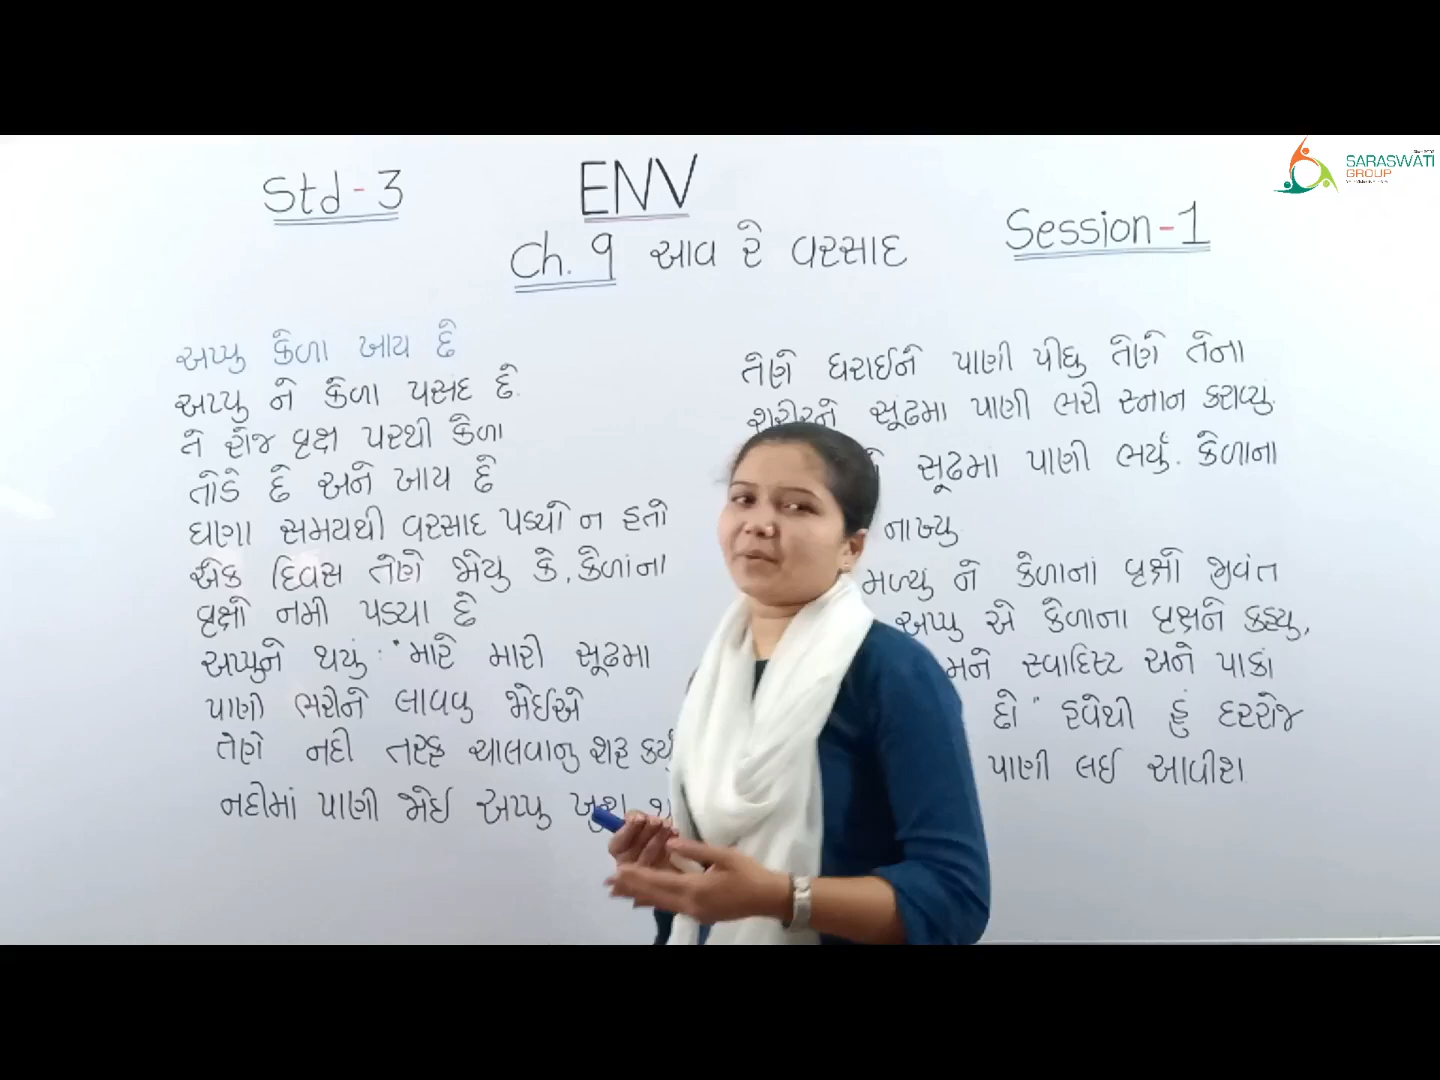 Std-3
ENV
Ch. 9 આવ રે વરસાદ
Session-1
SARASWATI
GROUP
અપ્પુ કેળા ખાય છે
અપ્પુ ને કેળા પસંદ છે.
તે રોજ વૃક્ષ પરથી કેળા
તોડે છે અને ખાય છે
ઘણા સમયથી વરસાદ પડ્યો ન હતો
એક દિવસ તેણે જોયુ કે, કેળાંના
વૃક્ષો નમી પડ્યા છે
અપ્પુને થયું : "મારે મારી સૂઢમા
પાણી ભરીને લાવવુ જોઈએ
તેણે નદી તરફ ચાલવાનુ શરૂ કર્યુ
નદીમાં પાણી જોઈ અપ્પુ ખુશ
તેણે ધરાઈને પાણી પીધુ તેણે તેના
શરીરને સૂંઢમા પાણી ભરી સ્નાન કરાવ્યું.
સૂઢમા પાણી ભર્યું. કેળાના
નાખ્યુ
મળ્યું ને કેળાનાં વૃક્ષો જીવંત
અપ્પુ એ કેળાના વૃક્ષને કહ્યુ,
મને સ્વાદિસ્ટ અને પાકાં
છો" હવેથી હું દરરોજ
પાણી લઈ આવીશ